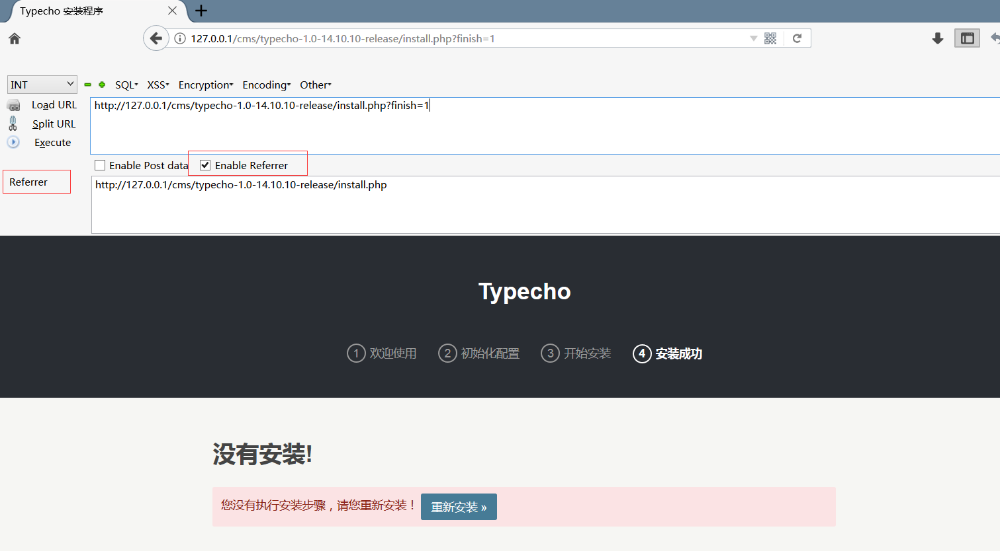 Typecho 安装程序
127.0.0.1/cms/typecho-1.0-14.10.10-release/install.php?finish=1
INT SQL XSS Encryption Encoding Other
Load URL
http://127.0.0.1/cms/typecho-1.0-14.10.10-release/install.php?finish=1
Split URL
Execute
Enable Post data Enable Referrer
Referrer
http://127.0.0.1/cms/typecho-1.0-14.10.10-release/install.php
Typecho
1 欢迎使用 2 初始化配置 3 开始安装 4 安装成功
没有安装!
您没有执行安装步骤，请您重新安装！ 重新安装 »